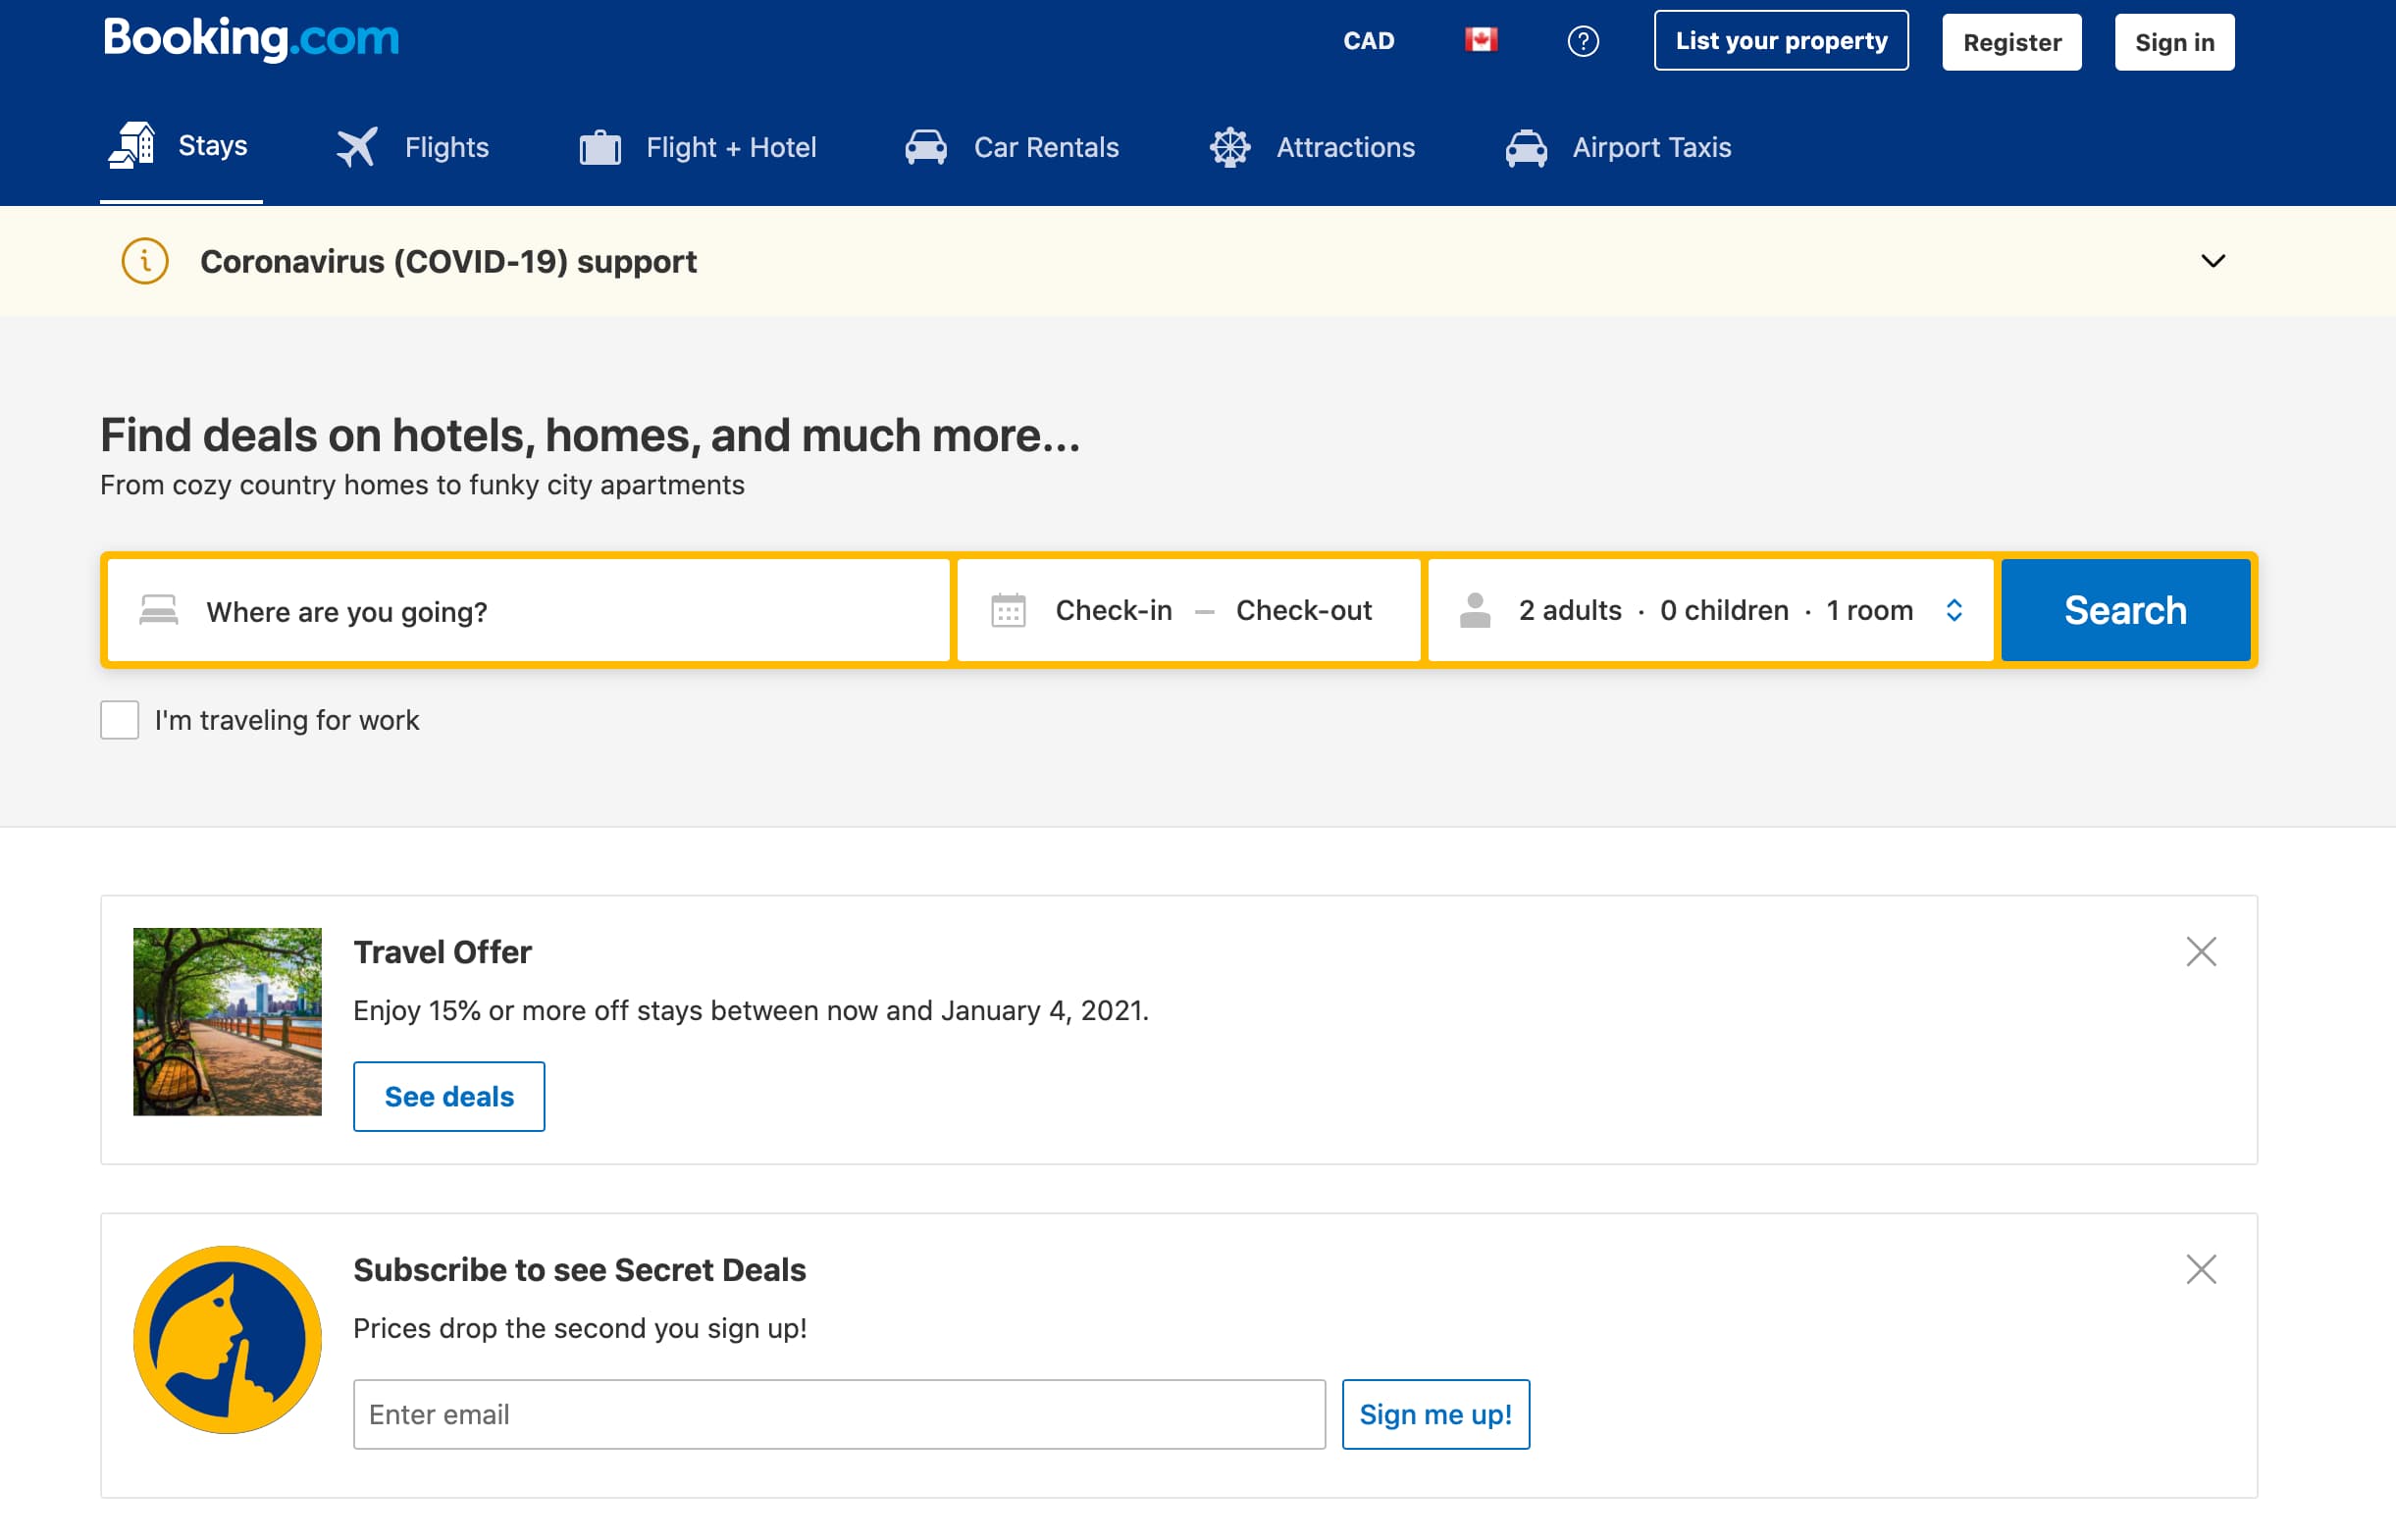 Booking.com
CAD
List your property
Register
Sign in
Stays
Flights
Flight + Hotel
Car Rentals
Attractions
Airport Taxis
Coronavirus (COVID-19) support
Find deals on hotels, homes, and much more...
From cozy country homes to funky city apartments
Where are you going?
Check-in — Check-out
2 adults · 0 children · 1 room
Search
I'm traveling for work
Travel Offer
Enjoy 15% or more off stays between now and January 4, 2021.
See deals
Subscribe to see Secret Deals
Prices drop the second you sign up!
Enter email
Sign me up!